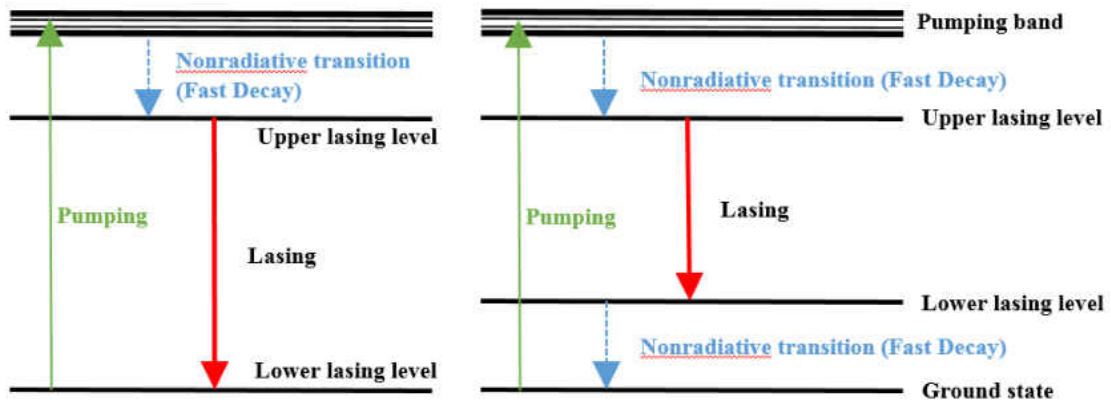 Nonradiative transition
(Fast Decay)
Upper lasing level
Pumping
Lasing
Lower lasing level
Pumping band
Nonradiative transition (Fast Decay)
Upper lasing level
Pumping
Lasing
Lower lasing level
Nonradiative transition (Fast Decay)
Ground state